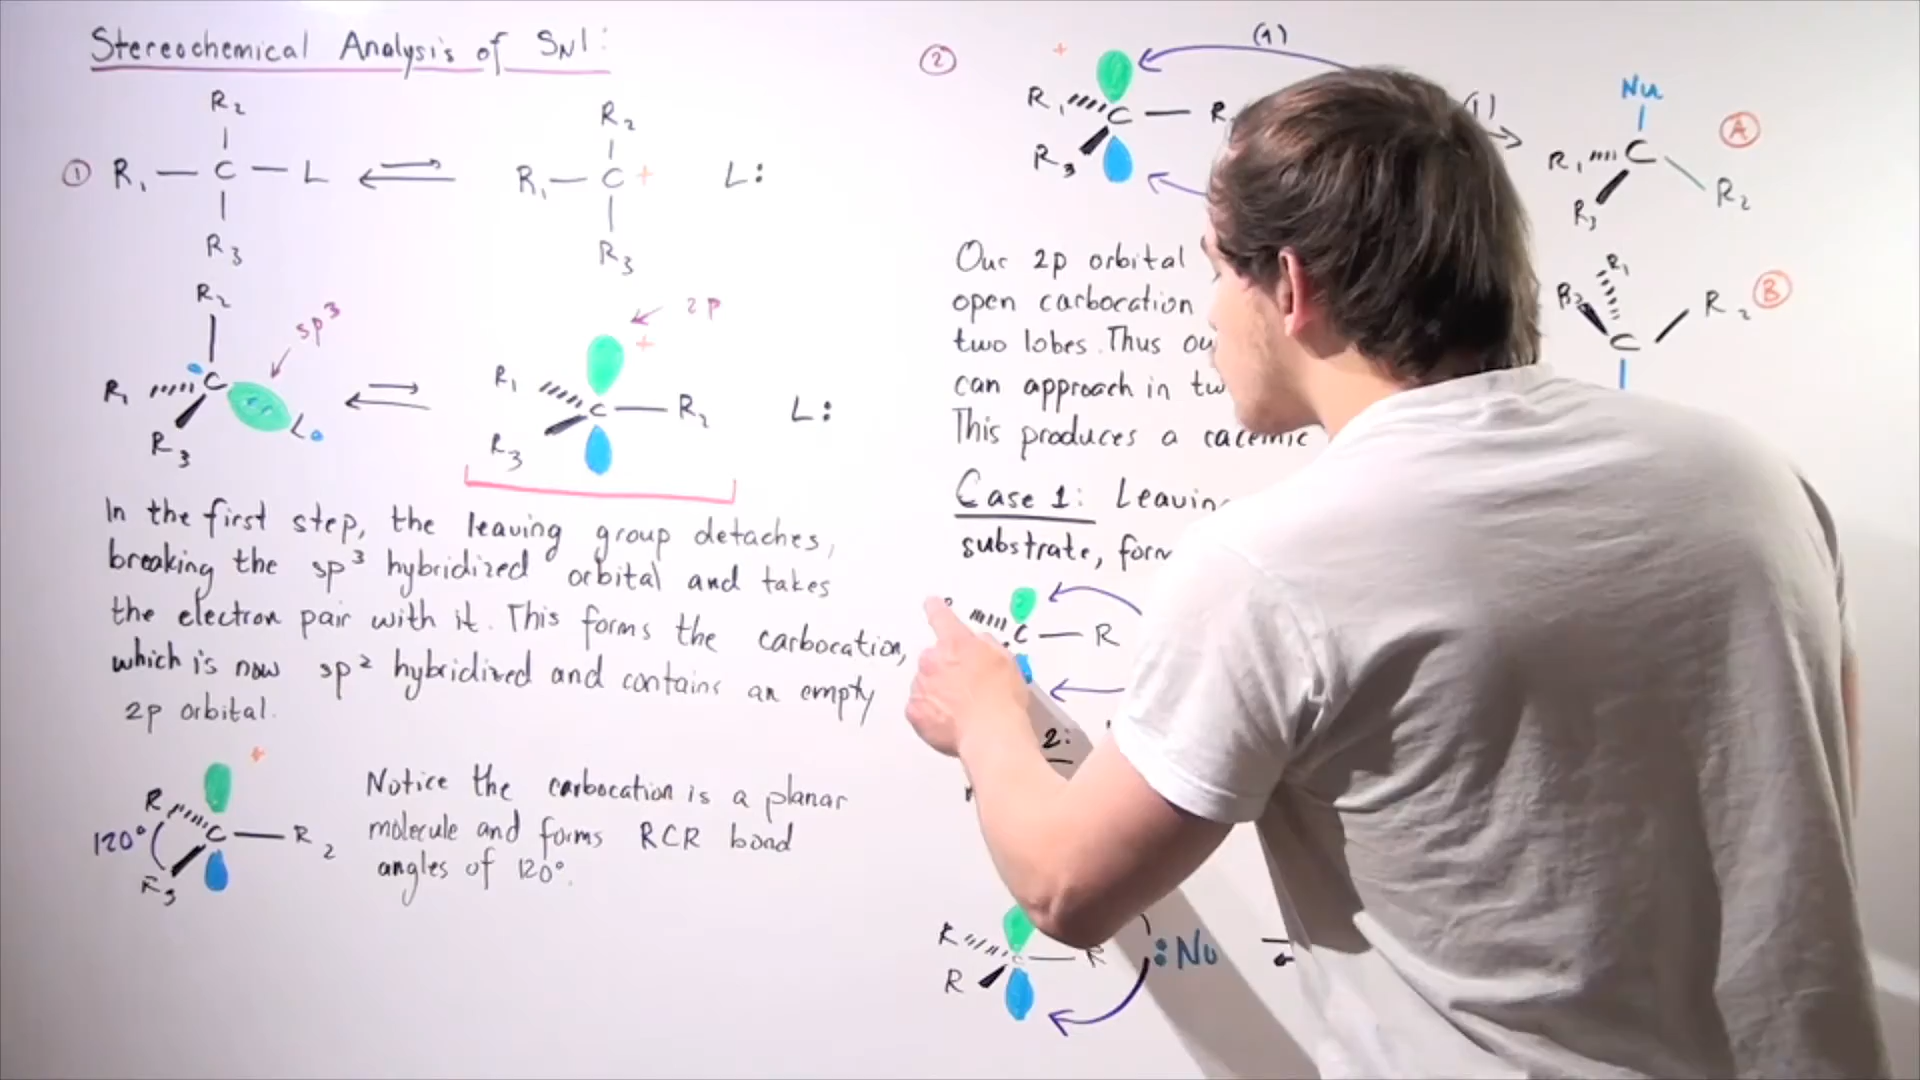 Stereochemical Analysis of SN1:
①
R2
R1 — C — L
R3
R2
R1 — C +
R3
L:
R2
sp3
R1
C
R3
L
2p
+
R1
C — R2
R3
L:
In the first step, the leaving group detaches,
breaking the sp3 hybridized orbital and takes
the electron pair with it. This forms the carbocation,
which is now sp2 hybridized and contains an empty
2p orbital.
+
R
C — R2
120°
R3
Notice the carbocation is a planar
molecule and forms RCR bond
angles of 120°.
②
+
(1)
R1
C — R
R3
(1)
Nu
A
R1
C
R3
R2
R1
R3
R2
B
C
Our 2p orbital
open carbocation
two lobes. Thus
can approach in
This produces a racemic
Case 1:
substrate,
C — R
2:
R
C — R
R
:Nu